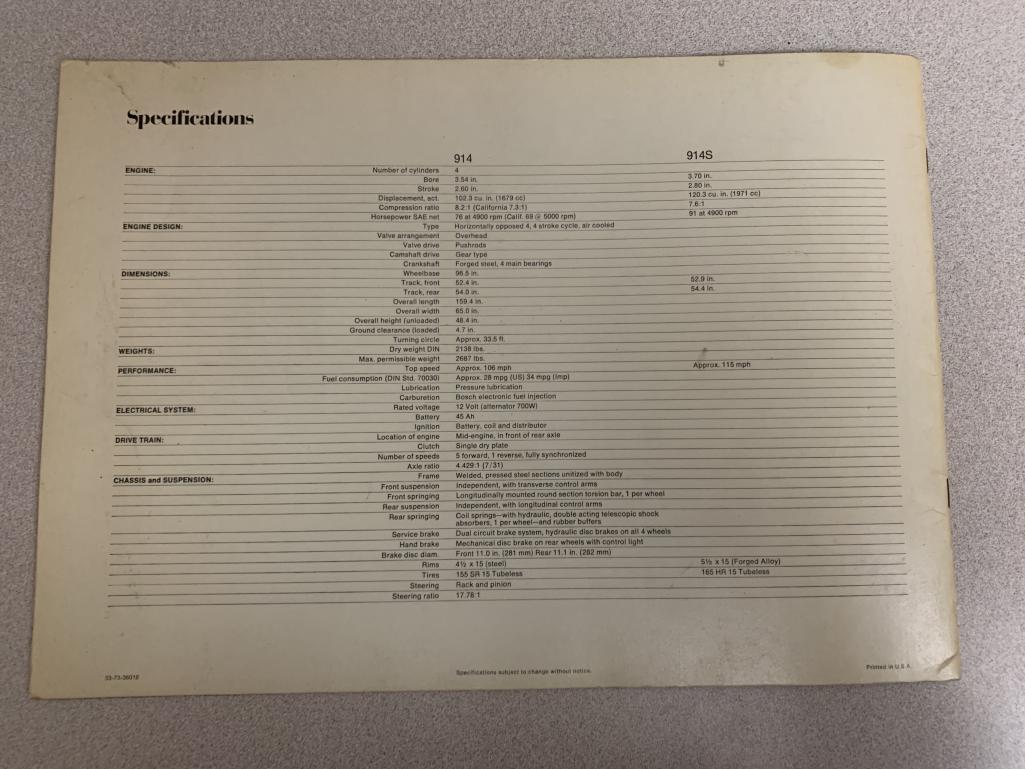 Specifications
914 914S
ENGINE: Number of cylinders 4
Bore 3.54 in. 3.70 in.
Stroke 2.60 in. 2.80 in.
Displacement, act. 102.3 cu. in. (1679 cc) 120.3 cu. in. (1971 cc)
Compression ratio 8.2:1 (California 7.3:1) 7.6:1
Horsepower SAE net 76 at 4900 rpm (Calif. 69 @ 5000 rpm) 91 at 4900 rpm
ENGINE DESIGN: Type Horizontally opposed 4, 4 stroke cycle, air cooled
Valve arrangement Overhead
Valve drive Pushrods
Camshaft drive Gear type
Crankshaft Forged steel, 4 main bearings
DIMENSIONS: Wheelbase 96.5 in.
Track, front 52.4 in. 52.9 in.
Track, rear 54.0 in. 54.4 in.
Overall length 159.4 in.
Overall width 65.0 in.
Overall height (unloaded) 48.4 in.
Ground clearance (loaded) 4.7 in.
Turning circle Approx. 33.5 ft.
WEIGHTS: Dry weight DIN 2138 lbs.
Max. permissible weight 2687 lbs.
PERFORMANCE: Top speed Approx. 106 mph Approx. 115 mph
Fuel consumption (DIN Std. 70030) Approx. 28 mpg (US) 34 mpg (Imp)
Lubrication Pressure lubrication
Carburetion Bosch electronic fuel injection
ELECTRICAL SYSTEM: Rated voltage 12 Volt (alternator 700W)
Battery 45 Ah
Ignition Battery, coil and distributor
DRIVE TRAIN: Location of engine Mid-engine, in front of rear axle
Clutch Single dry plate
Number of speeds 5 forward, 1 reverse, fully synchronized
Axle ratio 4.429:1 (7/31)
CHASSIS and SUSPENSION: Frame Welded, pressed steel sections unitized with body
Front suspension Independent, with transverse control arms
Front springing Longitudinally mounted round section torsion bar, 1 per wheel
Rear suspension Independent, with longitudinal control arms
Rear springing Coil springs—with hydraulic, double acting telescopic shock
absorbers, 1 per wheel—and rubber buffers
Service brake Dual circuit brake system, hydraulic disc brakes on all 4 wheels
Hand brake Mechanical disc brake on rear wheels with control light
Brake disc diam. Front 11.0 in. (281 mm) Rear 11.1 in. (282 mm)
Rims 4½ x 15 (steel) 5½ x 15 (Forged Alloy)
Tires 155 SR 15 Tubeless 165 HR 15 Tubeless
Steering Rack and pinion
Steering ratio 17.78:1
Specifications subject to change without notice.
Printed in U.S.A.